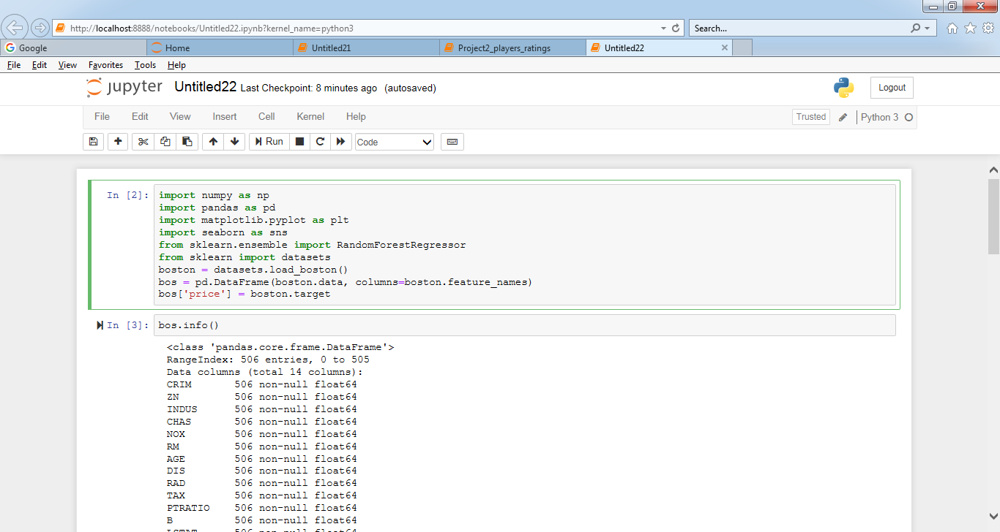 http://localhost:8888/notebooks/Untitled22.ipynb?kernel_name=python3
Search...
Google
Home
Untitled21
Project2_players_ratings
Untitled22
File Edit View Favorites Tools Help
jupyter Untitled22 Last Checkpoint: 8 minutes ago (autosaved)
Logout
File Edit View Insert Cell Kernel Help
Trusted
Python 3
Run
Code
In [2]:
import numpy as np
import pandas as pd
import matplotlib.pyplot as plt
import seaborn as sns
from sklearn.ensemble import RandomForestRegressor
from sklearn import datasets
boston = datasets.load_boston()
bos = pd.DataFrame(boston.data, columns=boston.feature_names)
bos['price'] = boston.target
In [3]:
bos.info()
<class 'pandas.core.frame.DataFrame'>
RangeIndex: 506 entries, 0 to 505
Data columns (total 14 columns):
CRIM 506 non-null float64
ZN 506 non-null float64
INDUS 506 non-null float64
CHAS 506 non-null float64
NOX 506 non-null float64
RM 506 non-null float64
AGE 506 non-null float64
DIS 506 non-null float64
RAD 506 non-null float64
TAX 506 non-null float64
PTRATIO 506 non-null float64
B 506 non-null float64
LSTAT 506 non-null float64